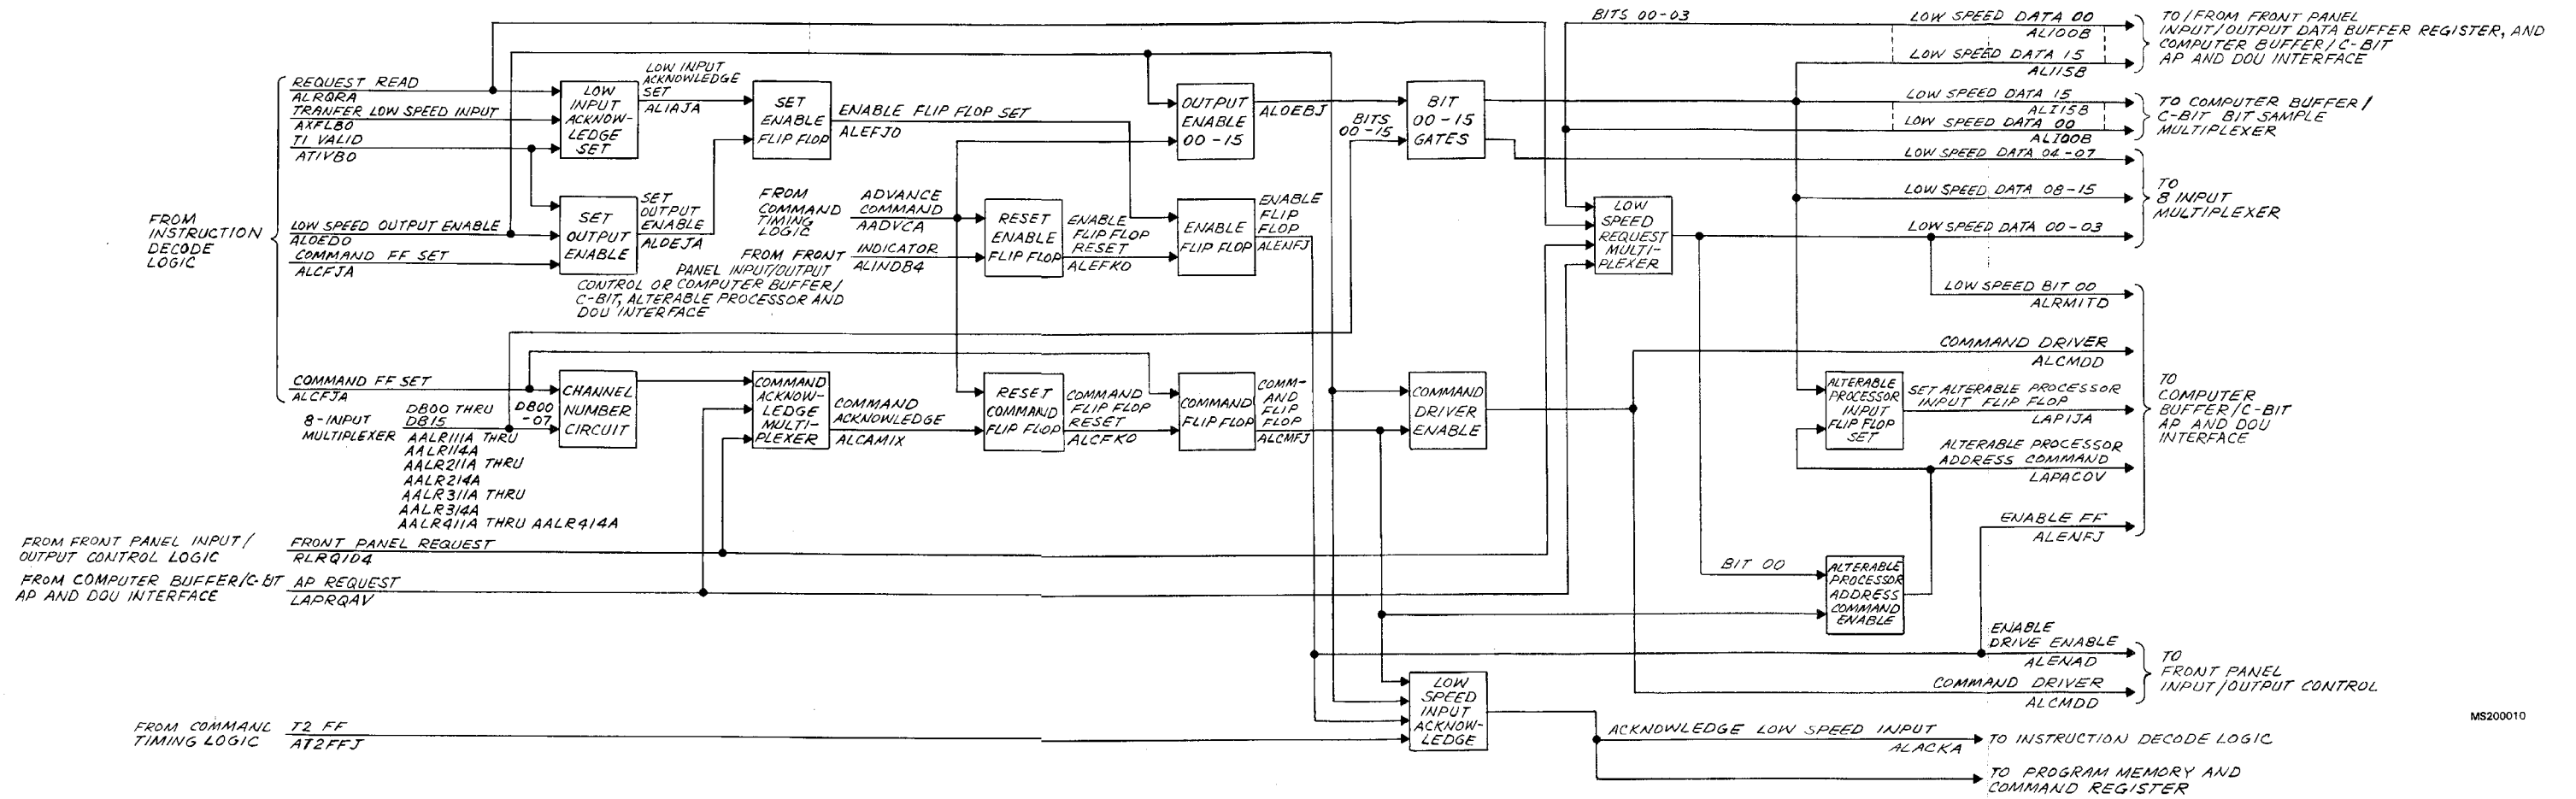 FROM
INSTRUCTION
DECODE
LOGIC
REQUEST READ
ALRQRA
TRANFER LOW SPEED INPUT
AXFLBO
TI VALID
ATIVBO
LOW SPEED OUTPUT ENABLE
ALOEDO
COMMAND FF SET
ALCFJA
COMMAND FF SET
ALCFJA
8-INPUT
MULTIPLEXER
DB00 THRU
DB15
AALR111A THRU
AALR114A
AALR211A THRU
AALR214A
AALR311A THRU
AALR314A
AALR411A THRU AALR414A
DB00
-07
FROM FRONT PANEL INPUT/
OUTPUT CONTROL LOGIC
FRONT PANEL REQUEST
RLRQID4
FROM COMPUTER BUFFER/C-BIT
AP AND DOU INTERFACE
AP REQUEST
LAPRQAV
FROM COMMAND
TIMING LOGIC
T2 FF
AT2FFJ
LOW
INPUT
ACKNOW-
LEDGE
SET
LOW INPUT
ACKNOWLEDGE
SET
ALIAJA
SET
OUTPUT
ENABLE
SET
OUTPUT
ENABLE
ALOEJA
SET
ENABLE
FLIP FLOP
ENABLE FLIP FLOP SET
ALEFJO
FROM
COMMAND
TIMING
LOGIC
ADVANCE
COMMAND
AADVCA
FROM FRONT
PANEL INPUT/OUTPUT
CONTROL OR COMPUTER BUFFER/
C-BIT, ALTERABLE PROCESSOR AND
DOU INTERFACE
INDICATOR
ALINDB4
RESET
ENABLE
FLIP FLOP
ENABLE
FLIP FLOP
RESET
ALEFKO
ENABLE
FLIP FLOP
ENABLE
FLIP
FLOP
ALENFJ
OUTPUT
ENABLE
00-15
ALOEBJ
BITS
00-15
BIT
00-15
GATES
CHANNEL
NUMBER
CIRCUIT
COMMAND
ACKNOW-
LEDGE
MULTI-
PLEXER
COMMAND
ACKNOWLEDGE
ALCAMIX
RESET
COMMAND
FLIP FLOP
COMMAND
FLIP FLOP
RESET
ALCFKO
COMMAND
FLIP FLOP
COMM-
AND
FLIP
FLOP
ALCMFJ
COMMAND
DRIVER
ENABLE
LOW
SPEED
INPUT
ACKNOW-
LEDGE
LOW
SPEED
REQUEST
MULTI-
PLEXER
BITS 00-03
LOW SPEED DATA 00
ALI00B
LOW SPEED DATA 15
ALI15B
TO/FROM FRONT PANEL
INPUT/OUTPUT DATA BUFFER REGISTER, AND
COMPUTER BUFFER/C-BIT
AP AND DOU INTERFACE
LOW SPEED DATA 15
ALI15B
LOW SPEED DATA 00
ALI00B
TO COMPUTER BUFFER/
C-BIT BIT SAMPLE
MULTIPLEXER
LOW SPEED DATA 04-07
LOW SPEED DATA 08-15
LOW SPEED DATA 00-03
TO
8 INPUT
MULTIPLEXER
LOW SPEED BIT 00
ALRMITD
COMMAND DRIVER
ALCMDD
ALTERABLE
PROCESSOR
INPUT
FLIP FLOP
SET
SET ALTERABLE PROCESSOR
INPUT FLIP FLOP
LAPIJA
ALTERABLE PROCESSOR
ADDRESS COMMAND
LAPACOV
ENABLE FF
ALENFJ
TO
COMPUTER
BUFFER/C-BIT
AP AND DOU
INTERFACE
BIT 00
ALTERABLE
PROCESSOR
ADDRESS
COMMAND
ENABLE
ENABLE
DRIVE ENABLE
ALENAD
COMMAND DRIVER
ALCMDD
TO
FRONT PANEL
INPUT/OUTPUT CONTROL
ACKNOWLEDGE LOW SPEED INPUT
ALACKA
TO INSTRUCTION DECODE LOGIC
TO PROGRAM MEMORY AND
COMMAND REGISTER
MS200010